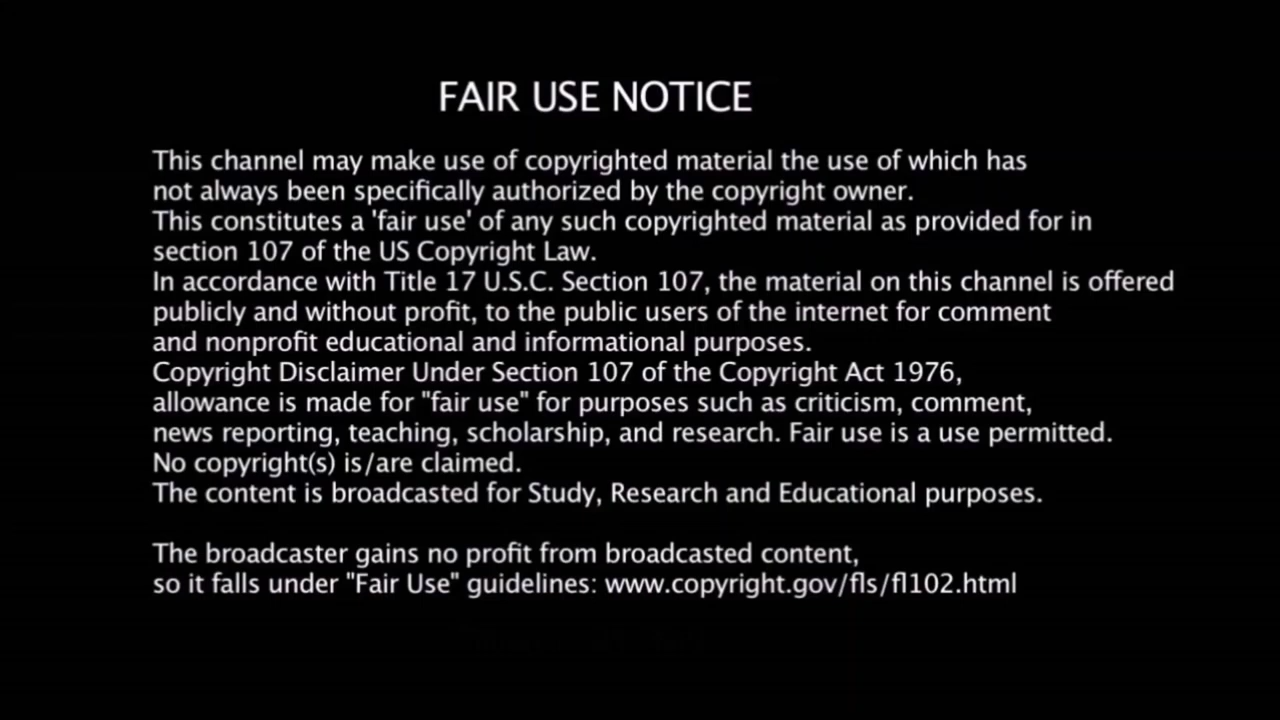 FAIR USE NOTICE
This channel may make use of copyrighted material the use of which has
not always been specifically authorized by the copyright owner.
This constitutes a 'fair use' of any such copyrighted material as provided for in
section 107 of the US Copyright Law.
In accordance with Title 17 U.S.C. Section 107, the material on this channel is offered
publicly and without profit, to the public users of the internet for comment
and nonprofit educational and informational purposes.
Copyright Disclaimer Under Section 107 of the Copyright Act 1976,
allowance is made for "fair use" for purposes such as criticism, comment,
news reporting, teaching, scholarship, and research. Fair use is a use permitted.
No copyright(s) is/are claimed.
The content is broadcasted for Study, Research and Educational purposes.
The broadcaster gains no profit from broadcasted content,
so it falls under "Fair Use" guidelines: www.copyright.gov/fls/fl102.html